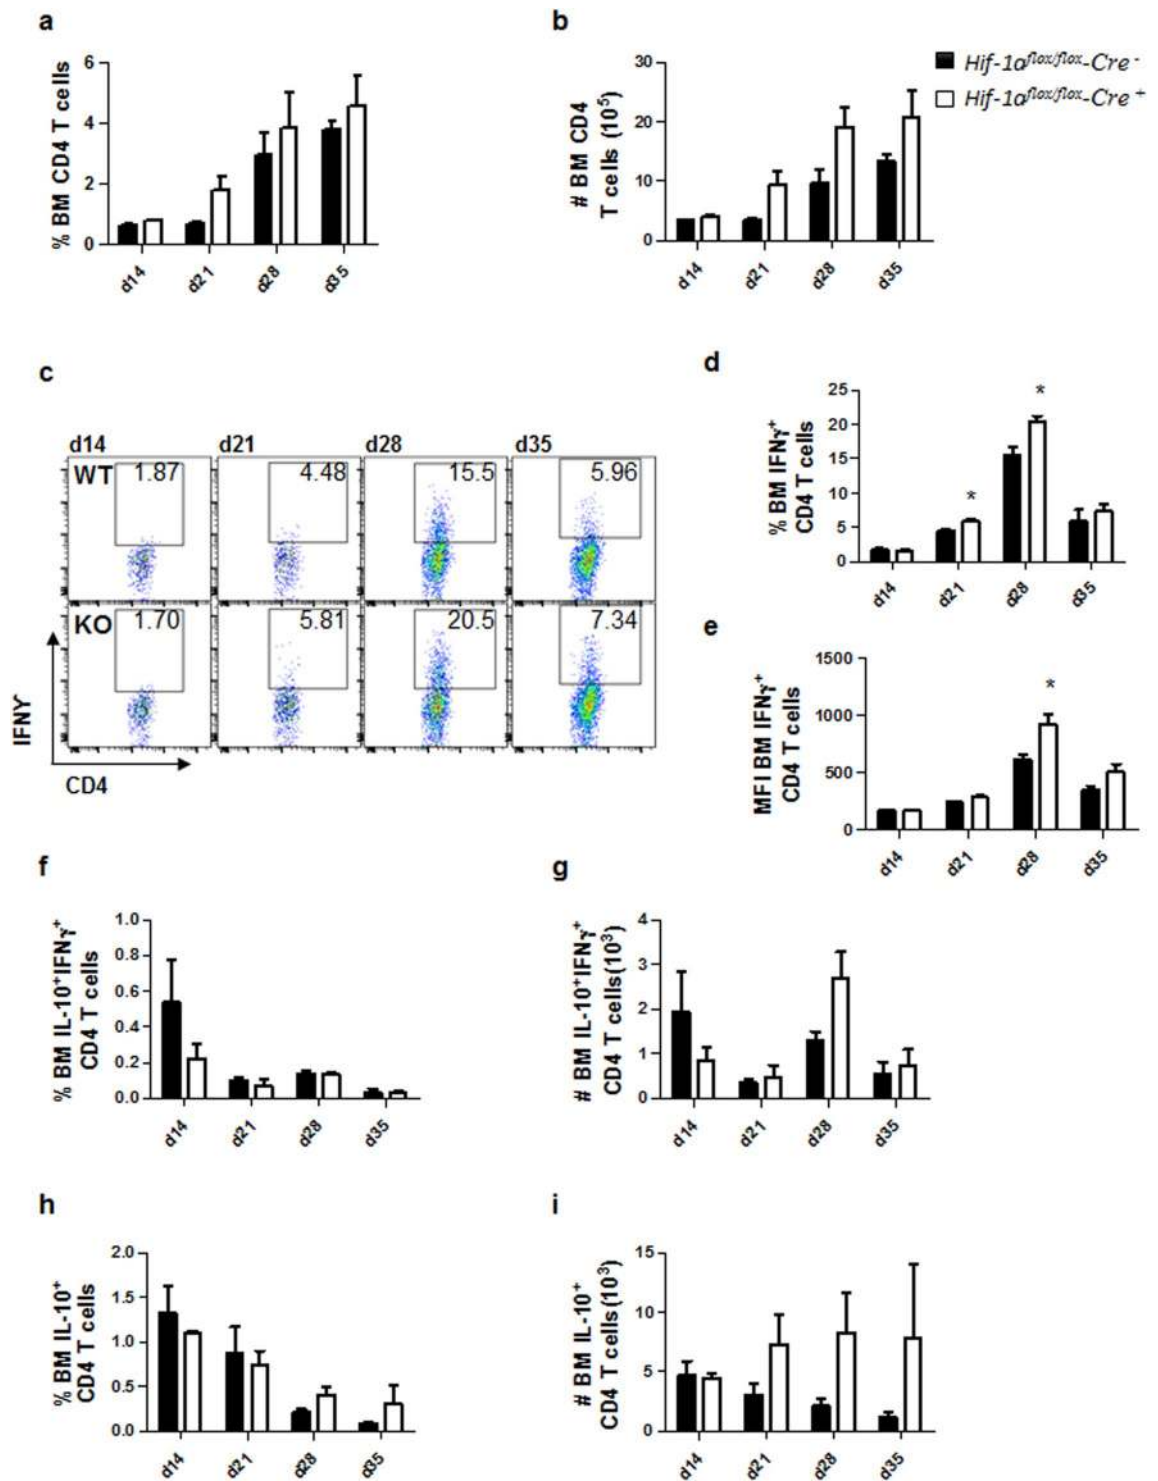 a
% BM CD4 T cells
6
4
2
0
d14 d21 d28 d35
b
# BM CD4
T cells (10⁵)
30
20
10
0
d14 d21 d28 d35
Hif-1α^flox/flox-Cre⁻
Hif-1α^flox/flox-Cre⁺
c
d14 d21 d28 d35
WT 1.87 4.48 15.5 5.96
KO 1.70 5.81 20.5 7.34
IFNγ
CD4
d
% BM IFNγ⁺
CD4 T cells
25
20
15
10
5
0
* *
d14 d21 d28 d35
e
MFI BM IFNγ⁺
CD4 T cells
1500
1000
500
0
*
d14 d21 d28 d35
f
% BM IL-10⁺IFNγ⁺
CD4 T cells
1.0
0.8
0.6
0.4
0.2
0.0
d14 d21 d28 d35
g
# BM IL-10⁺IFNγ⁺
CD4 T cells(10³)
4
3
2
1
0
d14 d21 d28 d35
h
% BM IL-10⁺
CD4 T cells
2.0
1.5
1.0
0.5
0.0
d14 d21 d28 d35
i
# BM IL-10⁺
CD4 T cells(10³)
15
10
5
0
d14 d21 d28 d35